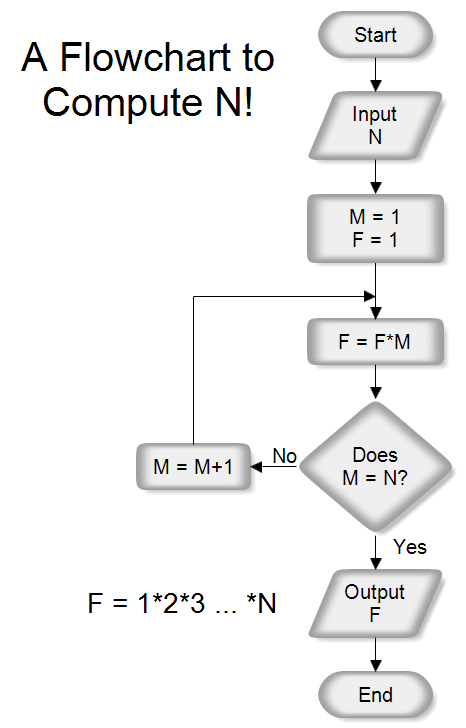 A Flowchart to
Compute N!
Start
Input
N
M = 1
F = 1
F = F*M
Does
M = N?
No
M = M+1
Yes
Output
F
F = 1*2*3 ... *N
End